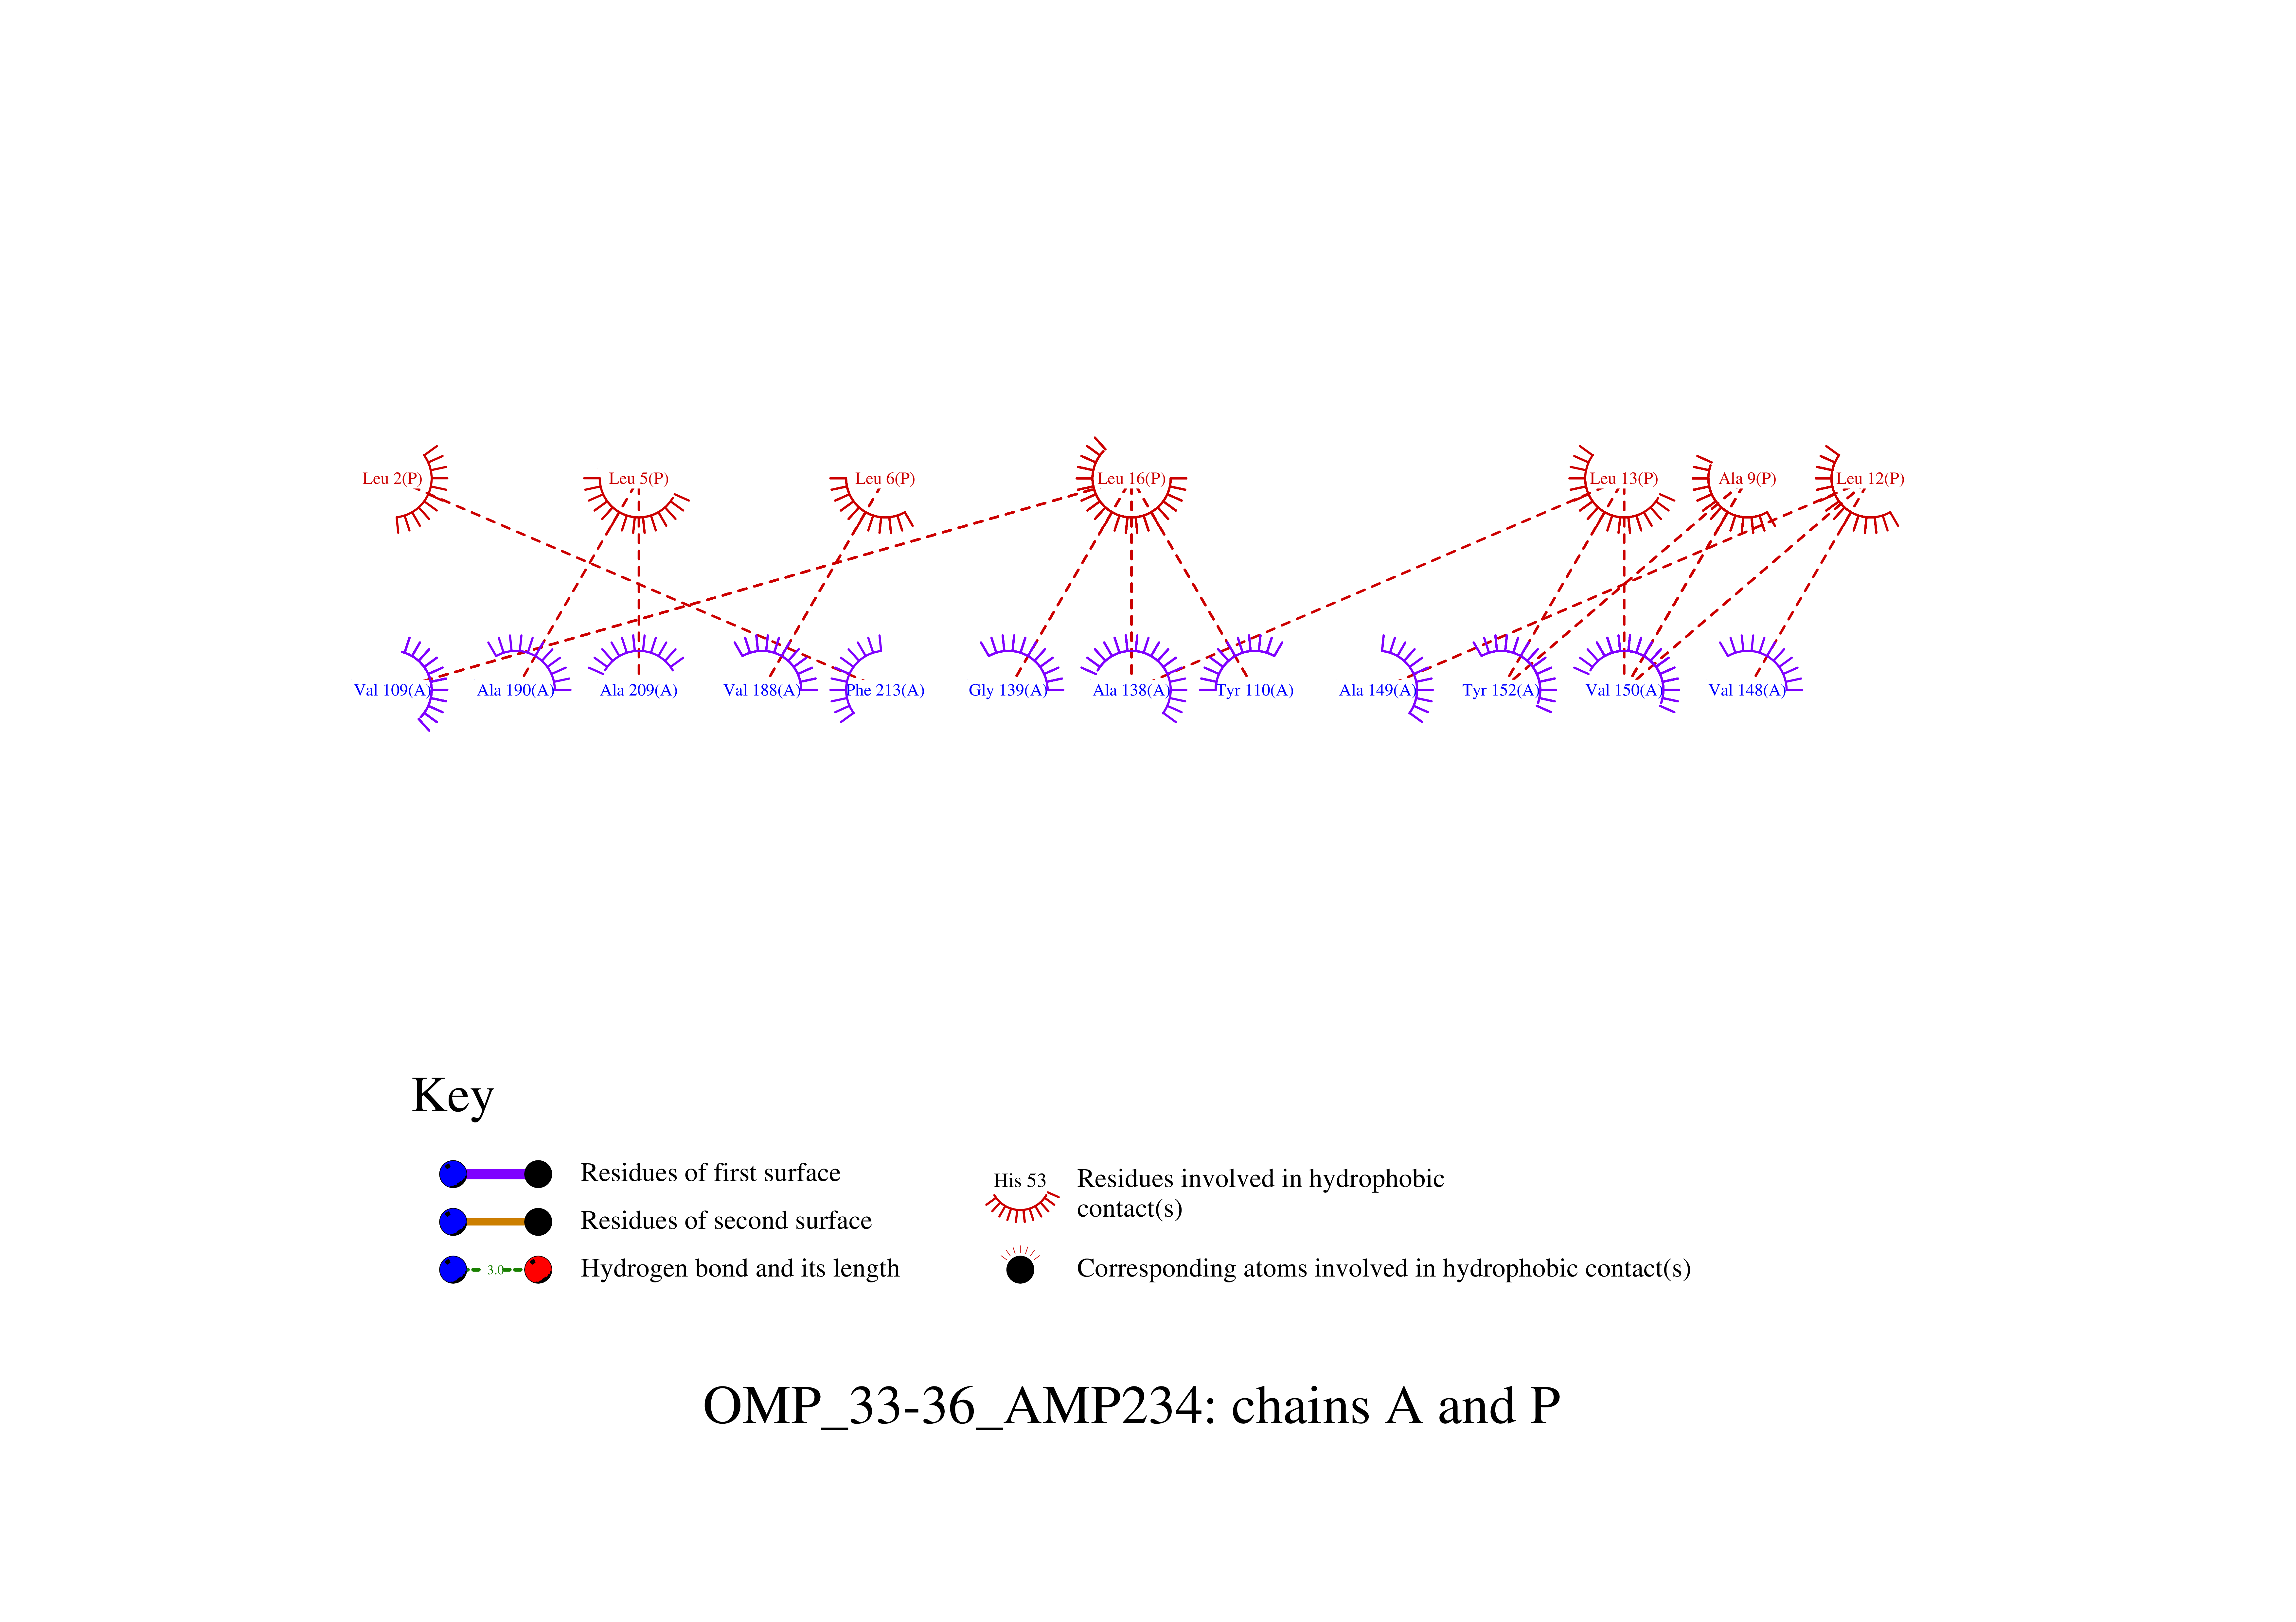 Leu 2(P) Leu 5(P) Leu 6(P) Leu 16(P) Leu 13(P) Ala 9(P) Leu 12(P)
Val 109(A) Ala 190(A) Ala 209(A) Val 188(A) Phe 213(A) Gly 139(A) Ala 138(A) Tyr 110(A) Ala 149(A) Tyr 152(A) Val 150(A) Val 148(A)
Key
Residues of first surface
Residues of second surface
3.0 Hydrogen bond and its length
His 53 Residues involved in hydrophobic
contact(s)
Corresponding atoms involved in hydrophobic contact(s)
OMP_33-36_AMP234: chains A and P